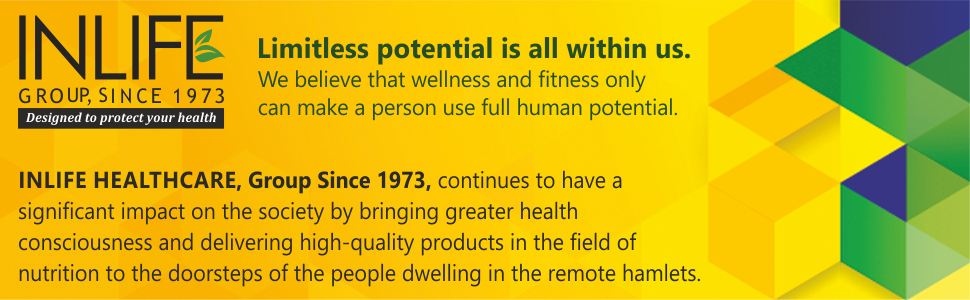 INLIFE
GROUP, SINCE 1973
Designed to protect your health
Limitless potential is all within us.
We believe that wellness and fitness only
can make a person use full human potential.
INLIFE HEALTHCARE, Group Since 1973, continues to have a
significant impact on the society by bringing greater health
consciousness and delivering high-quality products in the field of
nutrition to the doorsteps of the people dwelling in the remote hamlets.